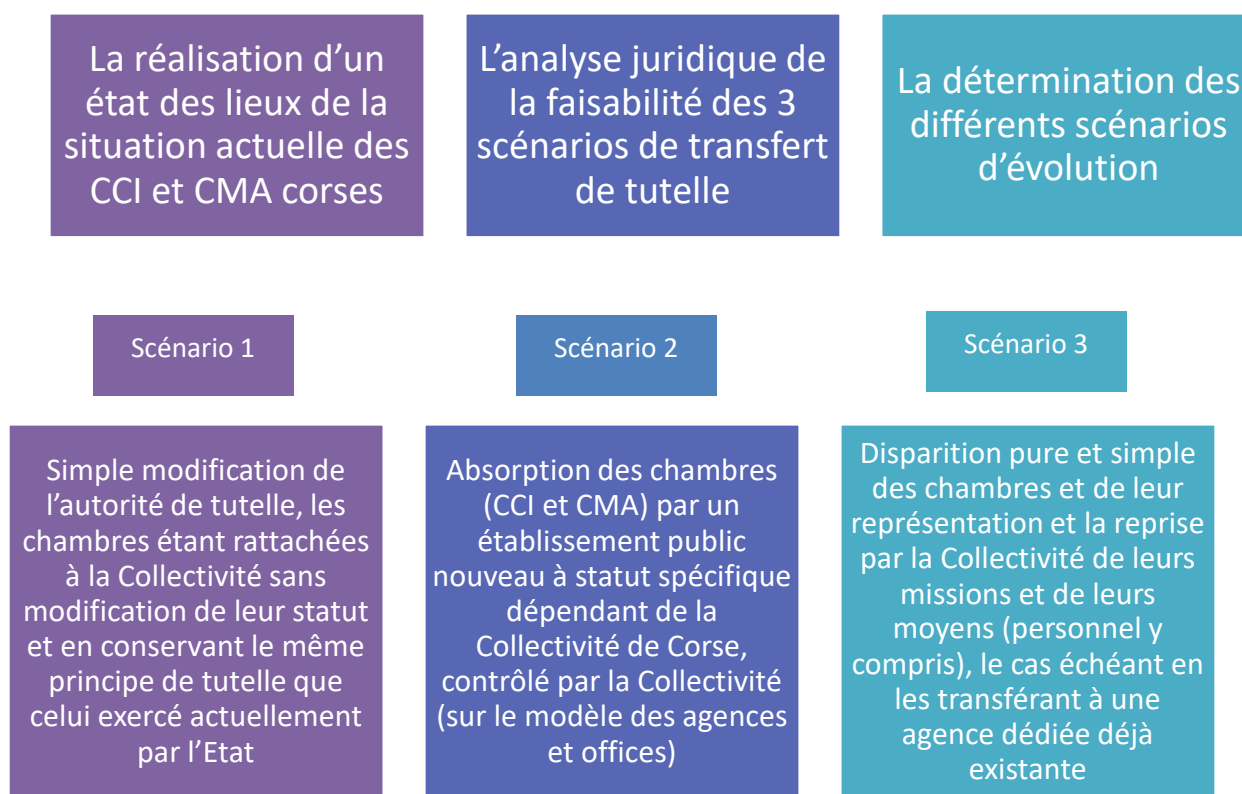 La réalisation d’un
état des lieux de la
situation actuelle des
CCI et CMA corses
L’analyse juridique de
la faisabilité des 3
scénarios de transfert
de tutelle
La détermination des
différents scénarios
d’évolution
Scénario 1
Scénario 2
Scénario 3
Simple modification de
l’autorité de tutelle, les
chambres étant rattachées
à la Collectivité sans
modification de leur statut
et en conservant le même
principe de tutelle que
celui exercé actuellement
par l’Etat
Absorption des chambres
(CCI et CMA) par un
établissement public
nouveau à statut spécifique
dépendant de la
Collectivité de Corse,
contrôlé par la Collectivité
(sur le modèle des agences
et offices)
Disparition pure et simple
des chambres et de leur
représentation et la reprise
par la Collectivité de leurs
missions et de leurs
moyens (personnel y
compris), le cas échéant en
les transférant à une
agence dédiée déjà
existante